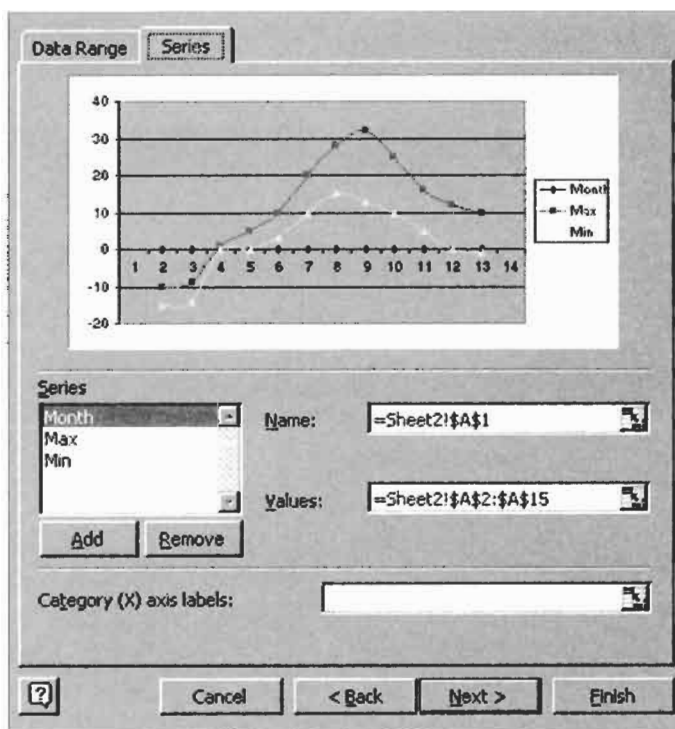 Data Range Series
40
30
20
10
0
-10
-20
1 2 3 4 5 6 7 8 9 10 11 12 13 14
Month
Max
Min
Series
Month
Max
Min
Name: =Sheet2!$A$1
Values: =Sheet2!$A$2:$A$15
Add Remove
Category (X) axis labels:
? Cancel < Back Next > Finish